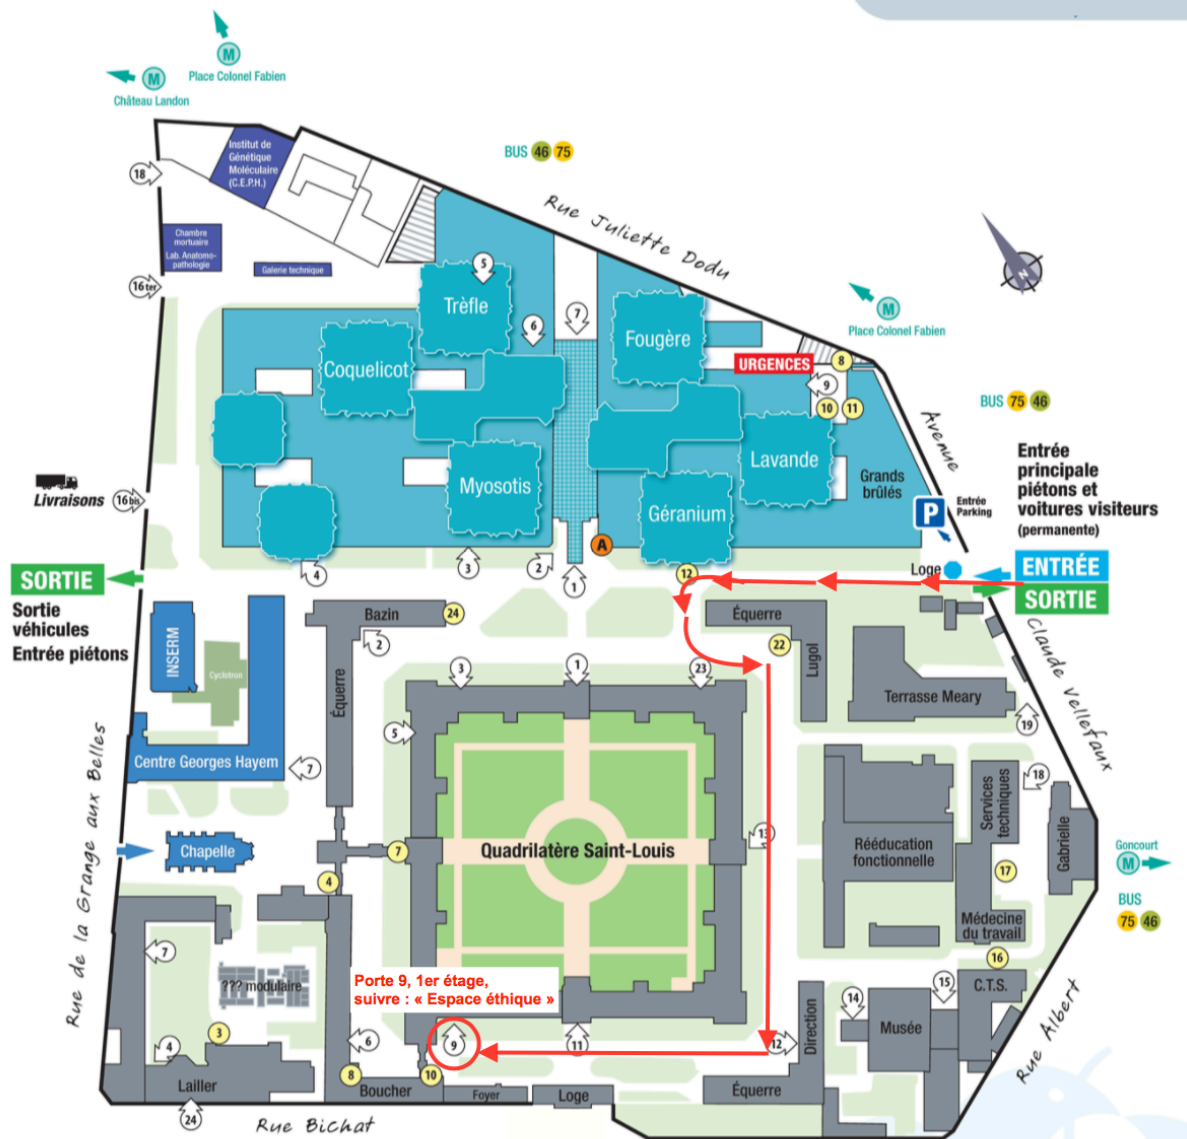 M
Place Colonel Fabien
M
Château Landon
Institut de
Génétique
Moléculaire
(C.E.P.H.)
BUS 46 75
18
Rue Juliette Dodu
Chambre
mortuaire
Lab. Anatomo-
pathologie
Galerie technique
N
16 ter
5
Trèfle
6
7
Fougère
M
Place Colonel Fabien
Coquelicot
URGENCES
8
9
10
11
BUS 75 46
Avenue
Claude Vellefaux
Entrée
principale
piétons et
voitures visiteurs
(permanente)
Livraisons
16 bis
Myosotis
Lavande
Grands
brûlés
Géranium
P
Entrée
Parking
A
4
3
2
1
12
Loge
ENTRÉE
SORTIE
SORTIE
Sortie
véhicules
Entrée piétons
INSERM
Cyclotron
Bazin
24
2
Équerre
Équerre
22
Lugol
3
1
23
5
Terrasse Meary
19
Centre Georges Hayem
7
18
Services
techniques
Gabrielle
Rue de la Grange aux Belles
Chapelle
7
4
Quadrilatère Saint-Louis
13
Rééducation
fonctionnelle
17
Goncourt
M
BUS
75 46
Médecine
du travail
16
7
??? modulaire
Porte 9, 1er étage,
suivre : « Espace éthique »
C.T.S.
15
14
Musée
Direction
12
3
4
6
9
11
Lailler
8
Boucher
10
Foyer
Loge
Équerre
24
Rue Bichat
Rue Albert